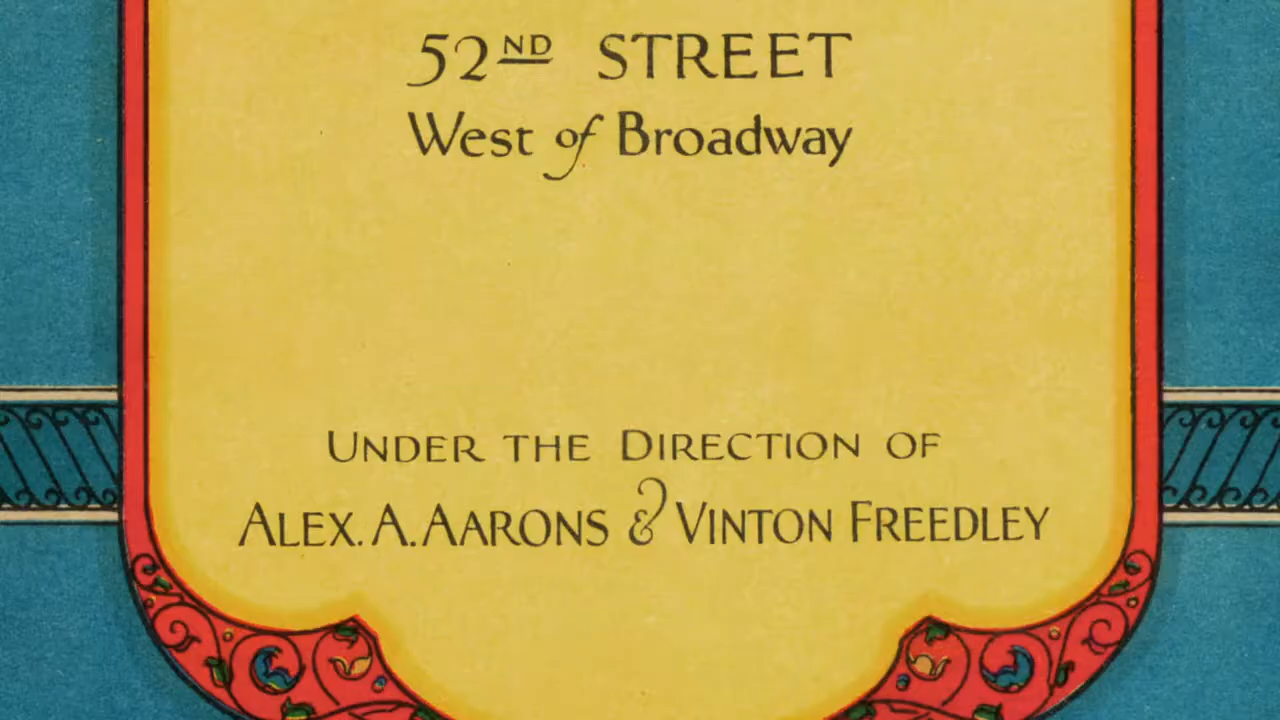 52ND STREET
West of Broadway
UNDER THE DIRECTION OF
ALEX. A. AARONS & VINTON FREEDLEY